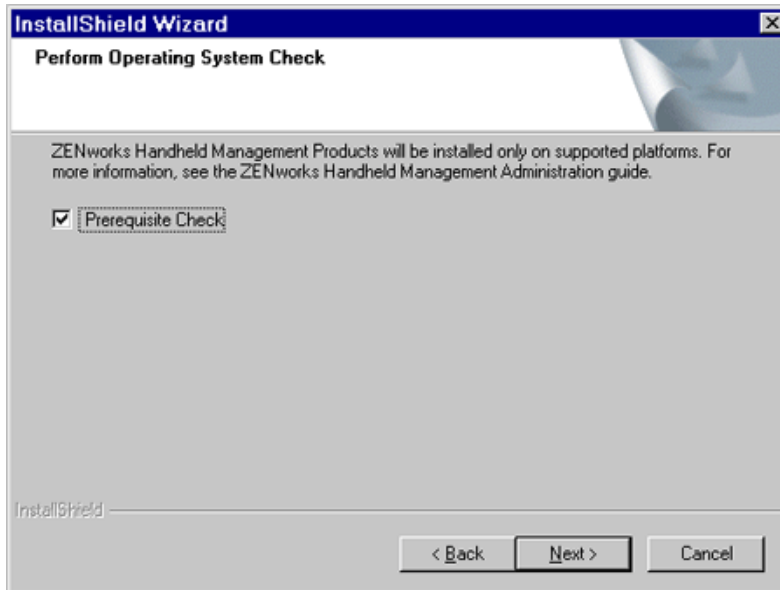 InstallShield Wizard
Perform Operating System Check
ZENworks Handheld Management Products will be installed only on supported platforms. For
more information, see the ZENworks Handheld Management Administration guide.
Prerequisite Check
InstallShield
< Back
Next >
Cancel